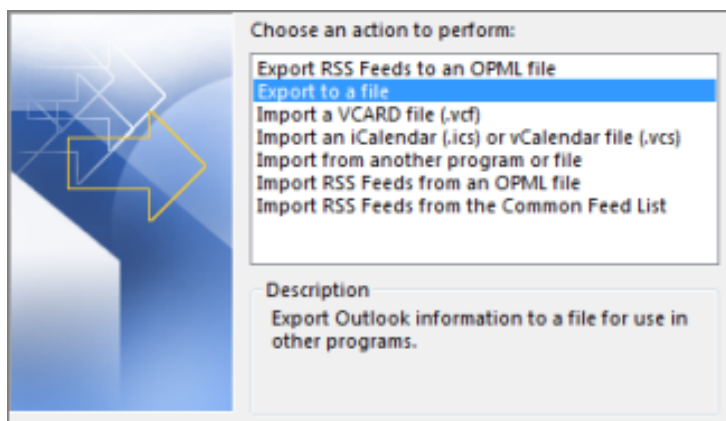 Choose an action to perform:
Export RSS Feeds to an OPML file
Export to a file
Import a VCARD file (.vcf)
Import an iCalendar (.ics) or vCalendar file (.vcs)
Import from another program or file
Import RSS Feeds from an OPML file
Import RSS Feeds from the Common Feed List
Description
Export Outlook information to a file for use in
other programs.